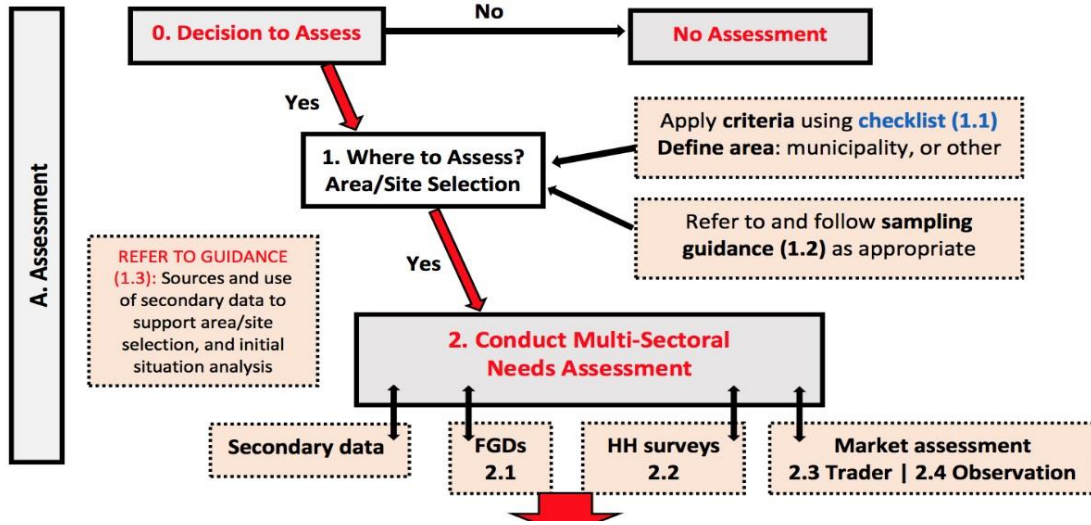 A. Assessment
0. Decision to Assess
No
No Assessment
Yes
1. Where to Assess?
Area/Site Selection
Apply criteria using checklist (1.1)
Define area: municipality, or other
Refer to and follow sampling
guidance (1.2) as appropriate
REFER TO GUIDANCE
(1.3): Sources and use
of secondary data to
support area/site
selection, and initial
situation analysis
Yes
2. Conduct Multi-Sectoral
Needs Assessment
Secondary data
FGDs
2.1
HH surveys
2.2
Market assessment
2.3 Trader | 2.4 Observation